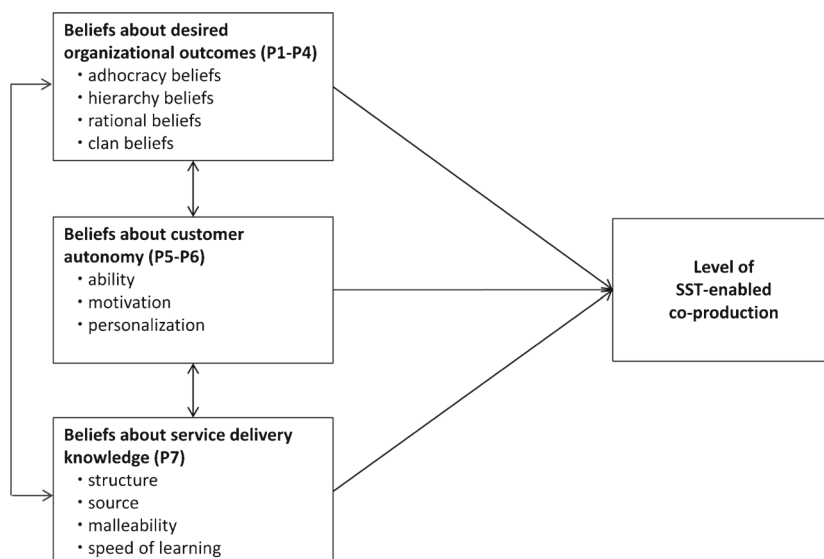 Beliefs about desired
organizational outcomes (P1-P4)
• adhocracy beliefs
• hierarchy beliefs
• rational beliefs
• clan beliefs
Beliefs about customer
autonomy (P5-P6)
• ability
• motivation
• personalization
Beliefs about service delivery
knowledge (P7)
• structure
• source
• malleability
• speed of learning
Level of
SST-enabled
co-production